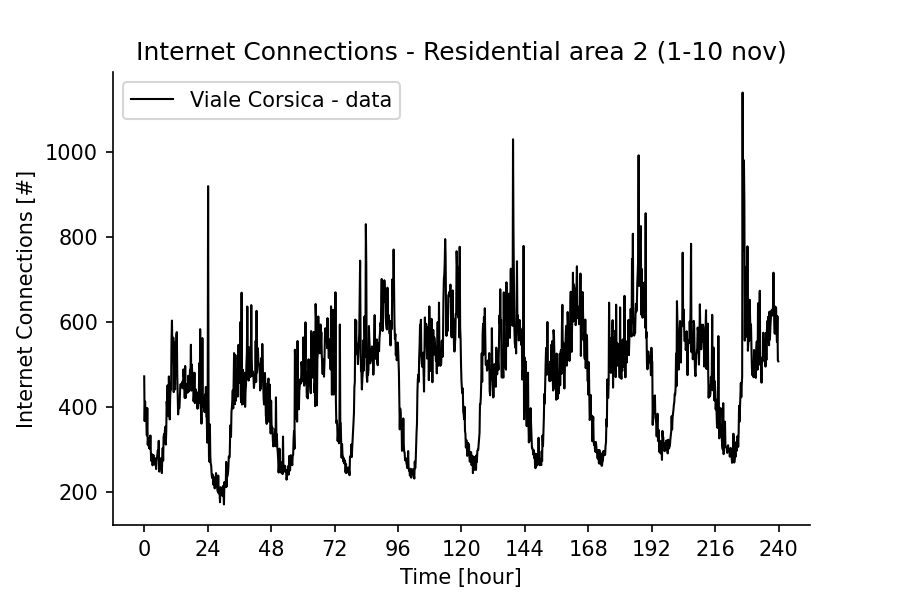 Internet Connections - Residential area 2 (1-10 nov)
Viale Corsica - data
Internet Connections [#]
1000
800
600
400
200
0 24 48 72 96 120 144 168 192 216 240
Time [hour]